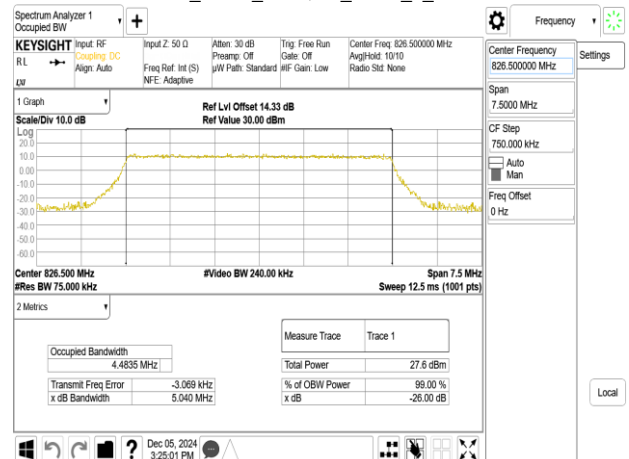 Spectrum Analyzer 1
Occupied BW
Frequency
KEYSIGHT
RL
LXI
Input: RF
Coupling: DC
Align: Auto
Input Z: 50 Ω
Freq Ref: Int (S)
NFE: Adaptive
Atten: 30 dB
Preamp: Off
µW Path: Standard
Trig: Free Run
Gate: Off
#IF Gain: Low
Center Freq: 826.500000 MHz
Avg|Hold: 10/10
Radio Std: None
Center Frequency
826.500000 MHz
Settings
Span
7.5000 MHz
CF Step
750.000 kHz
Auto
Man
Freq Offset
0 Hz
1 Graph
Scale/Div 10.0 dB
Ref Lvl Offset 14.33 dB
Ref Value 30.00 dBm
Log
20.0
10.0
0.00
-10.0
-20.0
-30.0
-40.0
-50.0
-60.0
Center 826.500 MHz
#Res BW 75.000 kHz
#Video BW 240.00 kHz
Span 7.5 MHz
Sweep 12.5 ms (1001 pts)
2 Metrics
Measure Trace Trace 1
Occupied Bandwidth
4.4835 MHz
Total Power 27.6 dBm
Transmit Freq Error -3.069 kHz
% of OBW Power 99.00 %
x dB Bandwidth 5.040 MHz
x dB -26.00 dB
Local
?
Dec 05, 2024
3:25:01 PM